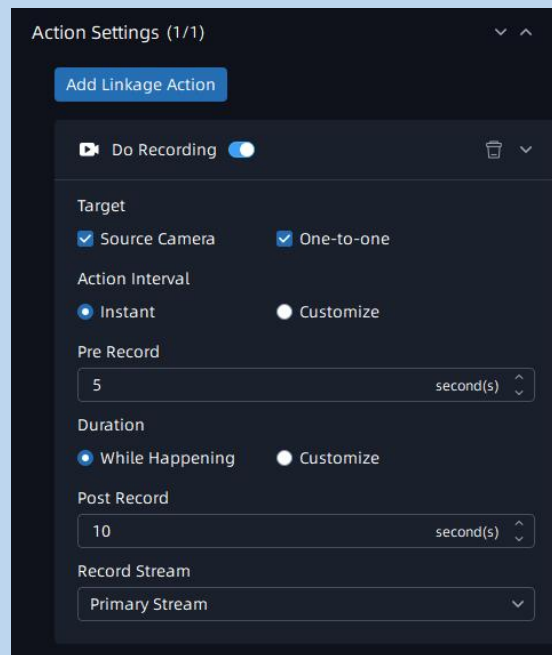 Action Settings (1/1)
Add Linkage Action
Do Recording
Target
Source Camera One-to-one
Action Interval
Instant Customize
Pre Record
5 second(s)
Duration
While Happening Customize
Post Record
10 second(s)
Record Stream
Primary Stream